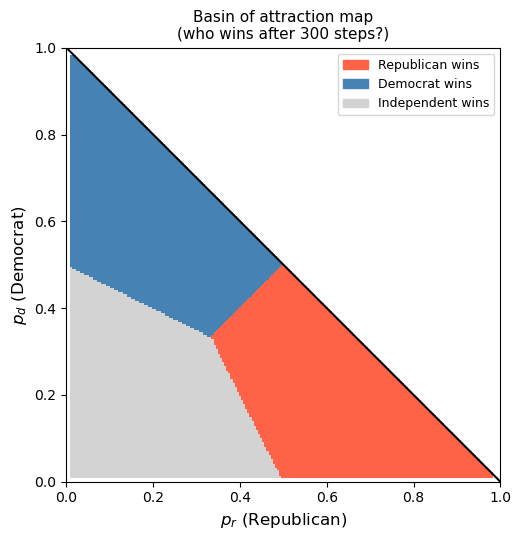 Basin of attraction map
(who wins after 300 steps?)
Republican wins
Democrat wins
Independent wins
1.0
0.8
0.6
0.4
0.2
0.0
p_d (Democrat)
0.0 0.2 0.4 0.6 0.8 1.0
p_r (Republican)